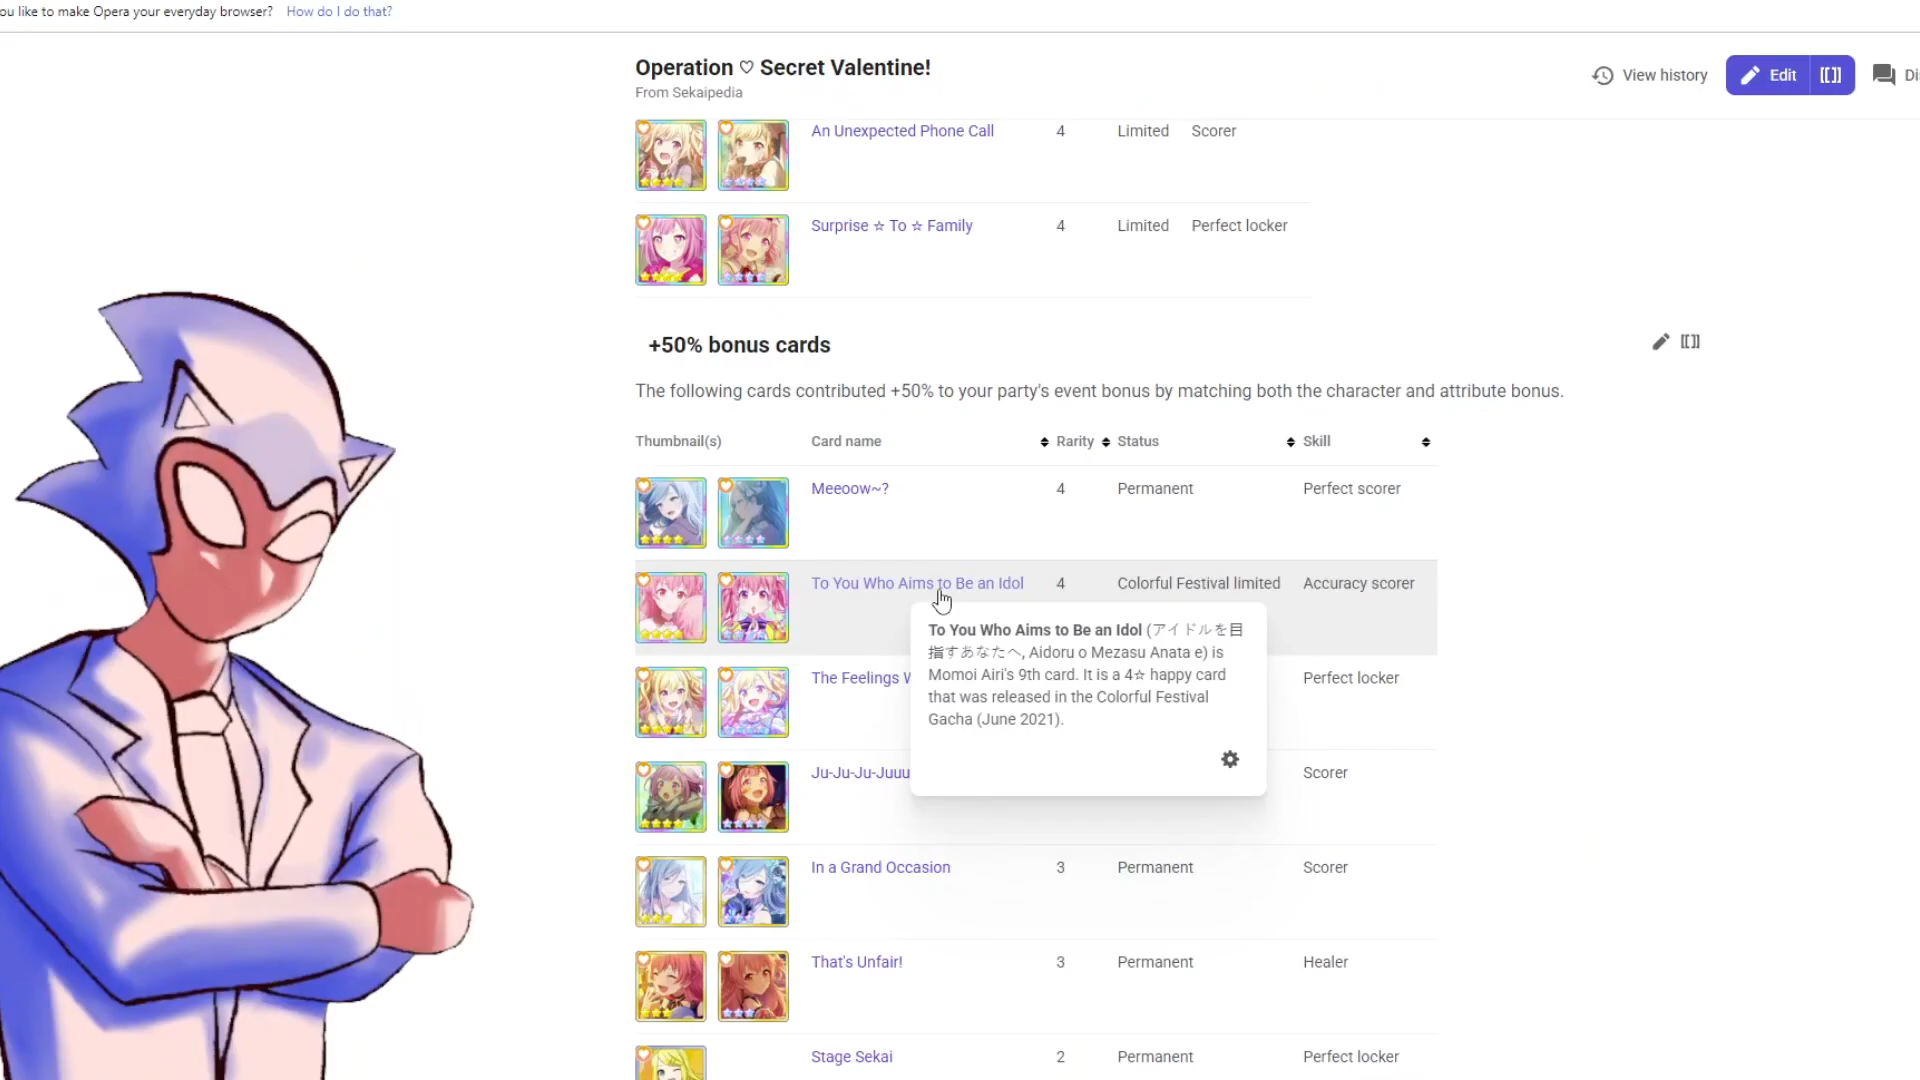 ou like to make Opera your everyday browser? How do I do that?
Operation ♡ Secret Valentine!
From Sekaipedia
View history
Edit
[[]]
An Unexpected Phone Call 4 Limited Scorer
Surprise ☆ To ☆ Family 4 Limited Perfect locker
+50% bonus cards
[[]]
The following cards contributed +50% to your party's event bonus by matching both the character and attribute bonus.
Thumbnail(s) Card name Rarity Status Skill
Meeoow~? 4 Permanent Perfect scorer
To You Who Aims to Be an Idol 4 Colorful Festival limited Accuracy scorer
To You Who Aims to Be an Idol (アイドルを目
指すあなたへ, Aidoru o Mezasu Anata e) is
Momoi Airi's 9th card. It is a 4☆ happy card
that was released in the Colorful Festival
Gacha (June 2021).
The Feelings Perfect locker
Ju-Ju-Ju-Juuu Scorer
In a Grand Occasion 3 Permanent Scorer
That's Unfair! 3 Permanent Healer
Stage Sekai 2 Permanent Perfect locker